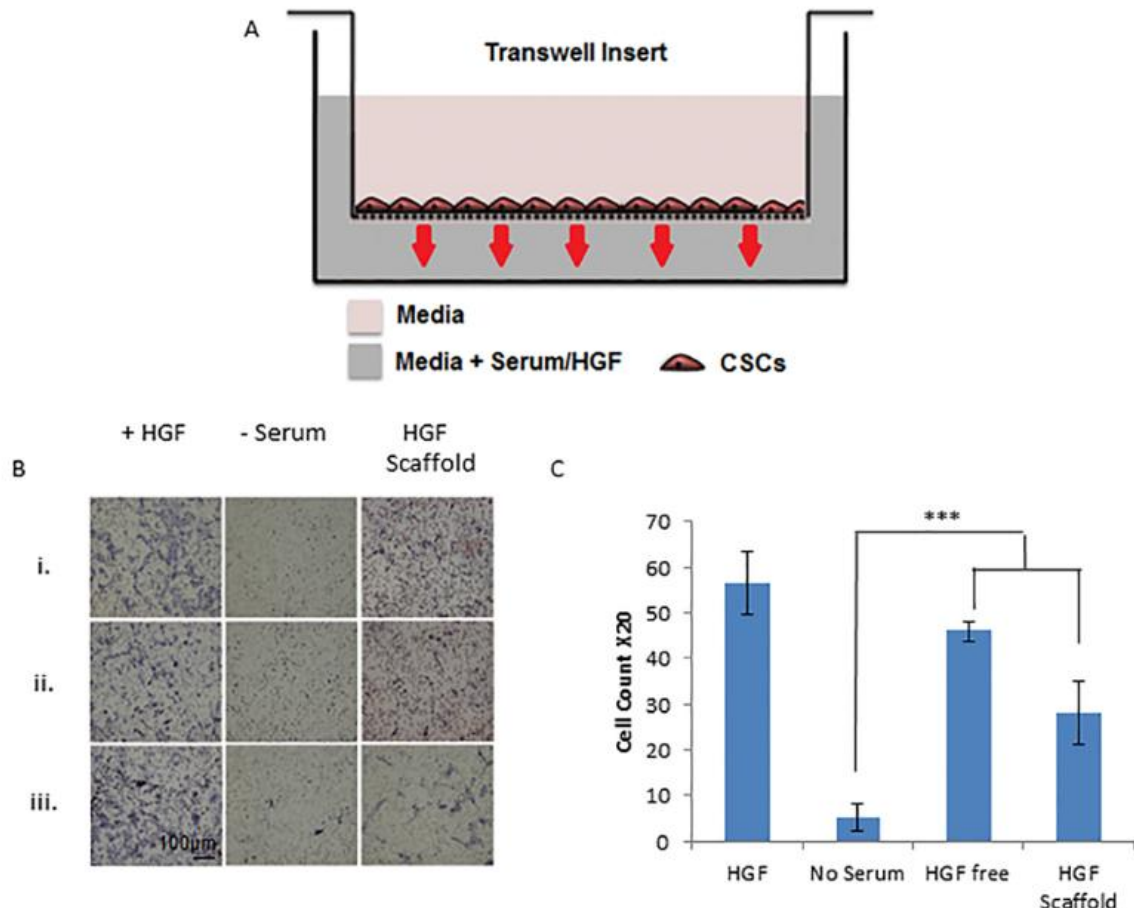 A
Transwell Insert
Media
Media + Serum/HGF
CSCs
+ HGF
- Serum
HGF
Scaffold
B
i.
ii.
iii.
100μm
C
***
Cell Count X20
70
60
50
40
30
20
10
0
HGF
No Serum
HGF free
HGF
Scaffold